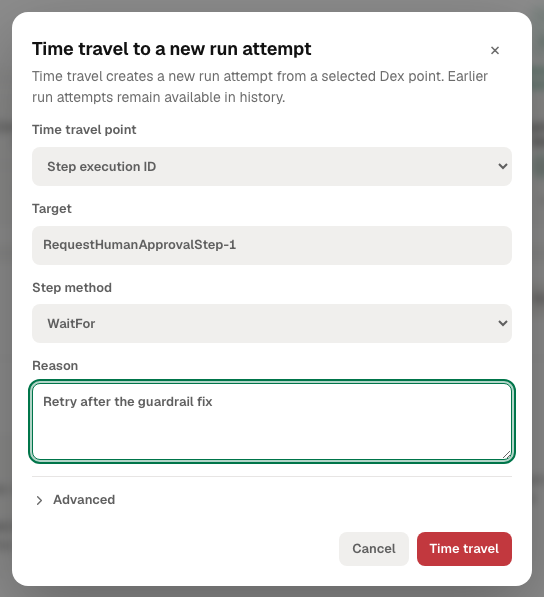 Time travel to a new run attempt
×
Time travel creates a new run attempt from a selected Dex point. Earlier
run attempts remain available in history.
Time travel point
Step execution ID
Target
RequestHumanApprovalStep-1
Step method
WaitFor
Reason
Retry after the guardrail fix
Advanced
Cancel
Time travel